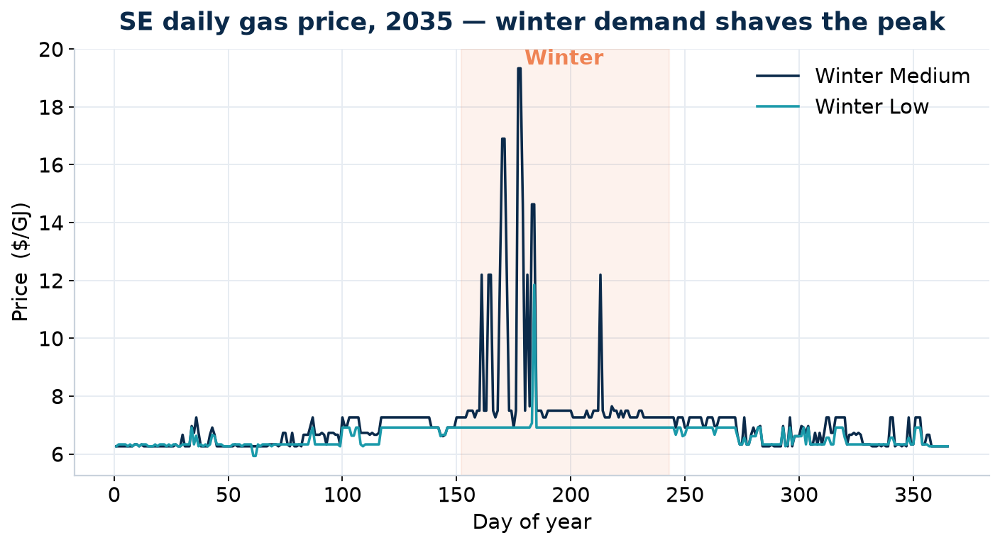 SE daily gas price, 2035 — winter demand shaves the peak
Winter
Winter Medium
Winter Low
Price ($/GJ)
20
18
16
14
12
10
8
6
0 50 100 150 200 250 300 350
Day of year